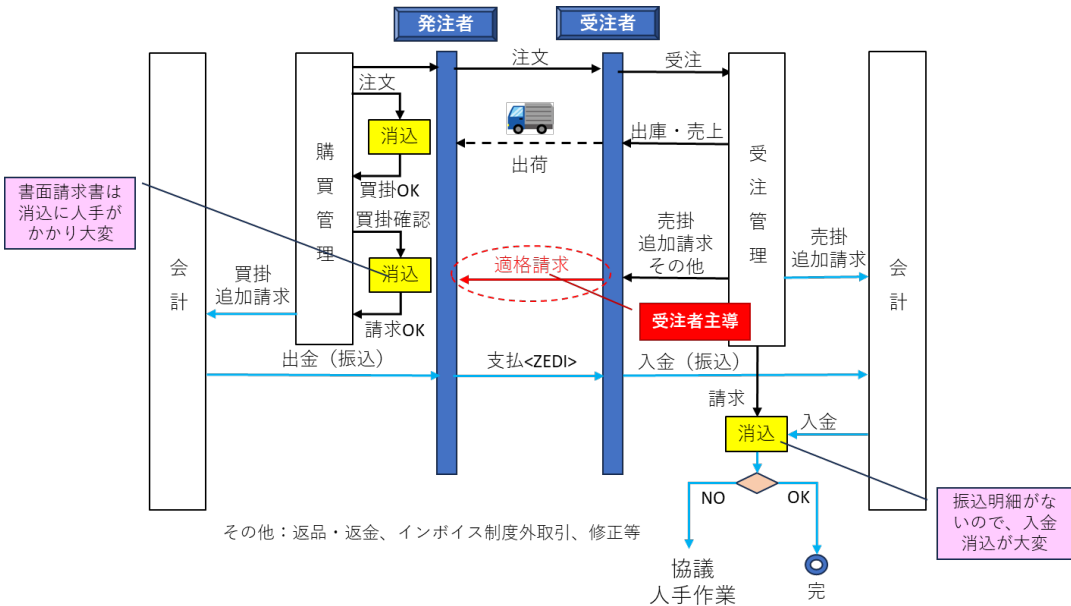 発注者
受注者
注文
受注
注文
消込
出庫・売上
出荷
購買管理
受注管理
買掛OK
書面請求書は
消込に人手が
かかり大変
買掛確認
売掛
追加請求
その他
売掛
追加請求
適格請求
消込
会計
会計
買掛
追加請求
受注者主導
請求OK
出金（振込）
支払<ZEDI>
入金（振込）
請求
入金
消込
NO
OK
振込明細がな
いので、入金
消込が大変
その他：返品・返金、インボイス制度外取引、修正等
協議
人手作業
完